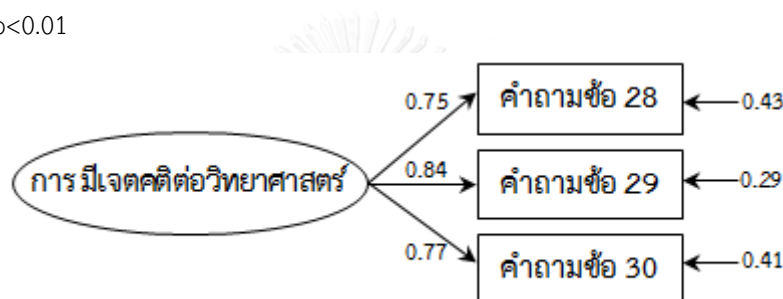 p<0.01
0.75 คำถามข้อ 28 0.43
การ มีเจตคติต่อวิทยาศาสตร์ 0.84 คำถามข้อ 29 0.29
0.77 คำถามข้อ 30 0.41